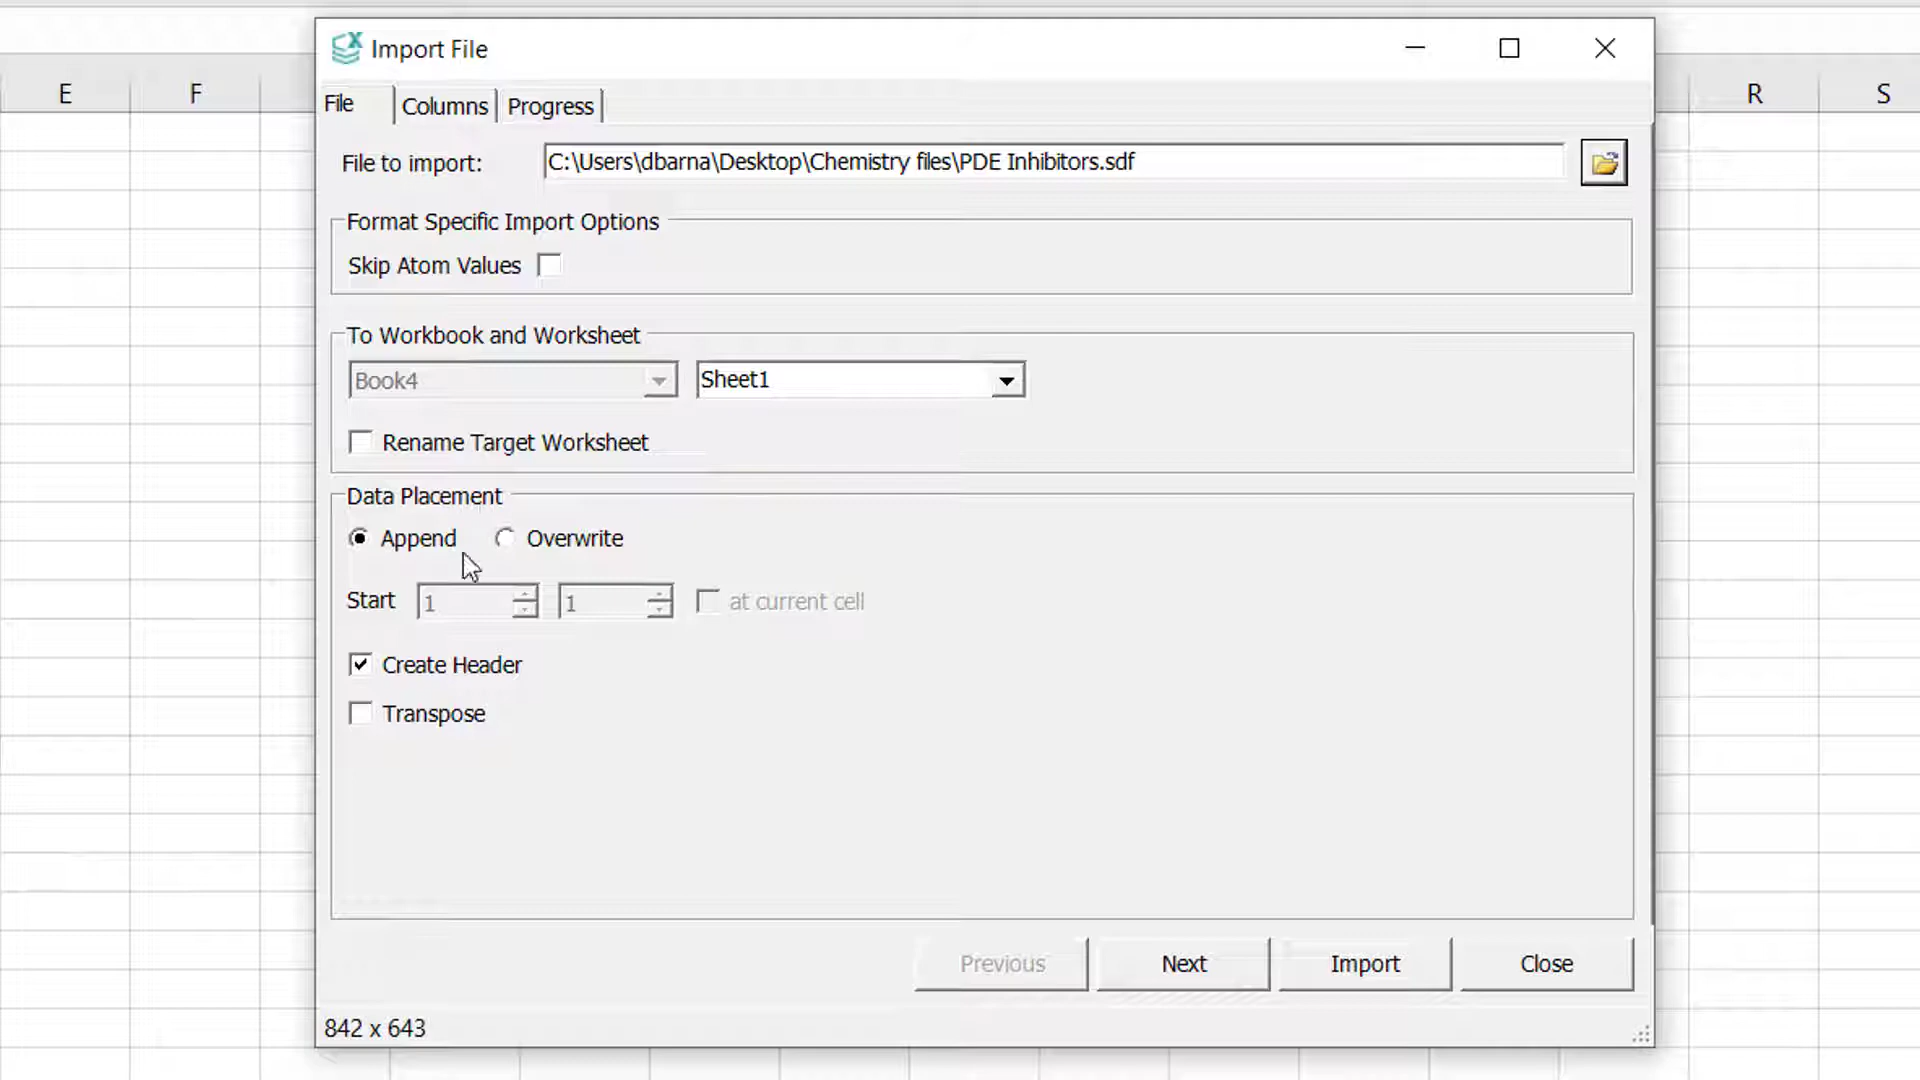 Import File
E F R S
File Columns Progress
File to import: C:\Users\dbarna\Desktop\Chemistry files\PDE Inhibitors.sdf
Format Specific Import Options
Skip Atom Values
To Workbook and Worksheet
Book4 Sheet1
Rename Target Worksheet
Data Placement
Append Overwrite
Start 1 1 at current cell
Create Header
Transpose
Previous Next Import Close
842 x 643